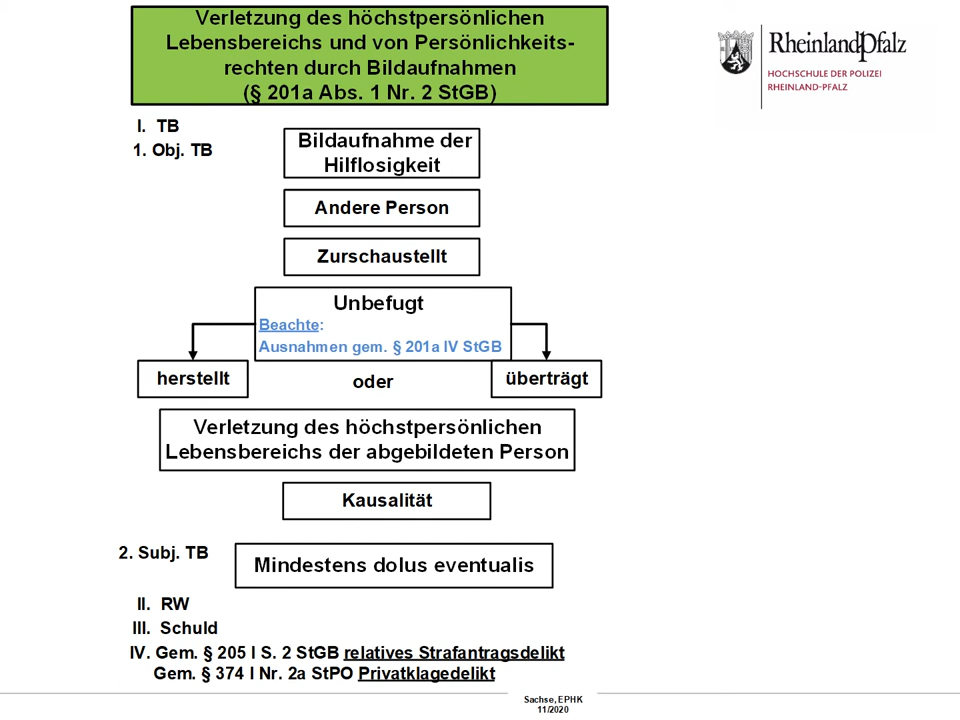 Verletzung des höchstpersönlichen
Lebensbereichs und von Persönlichkeits-
rechten durch Bildaufnahmen
(§ 201a Abs. 1 Nr. 2 StGB)
RheinlandPfalz
HOCHSCHULE DER POLIZEI
RHEINLAND-PFALZ
I. TB
1. Obj. TB
Bildaufnahme der
Hilflosigkeit
Andere Person
Zurschaustellt
Unbefugt
Beachte:
Ausnahmen gem. § 201a IV StGB
herstellt
oder
überträgt
Verletzung des höchstpersönlichen
Lebensbereichs der abgebildeten Person
Kausalität
2. Subj. TB
Mindestens dolus eventualis
II. RW
III. Schuld
IV. Gem. § 205 I S. 2 StGB relatives Strafantragsdelikt
Gem. § 374 I Nr. 2a StPO Privatklagedelikt
Sachse, EPHK
11/2020